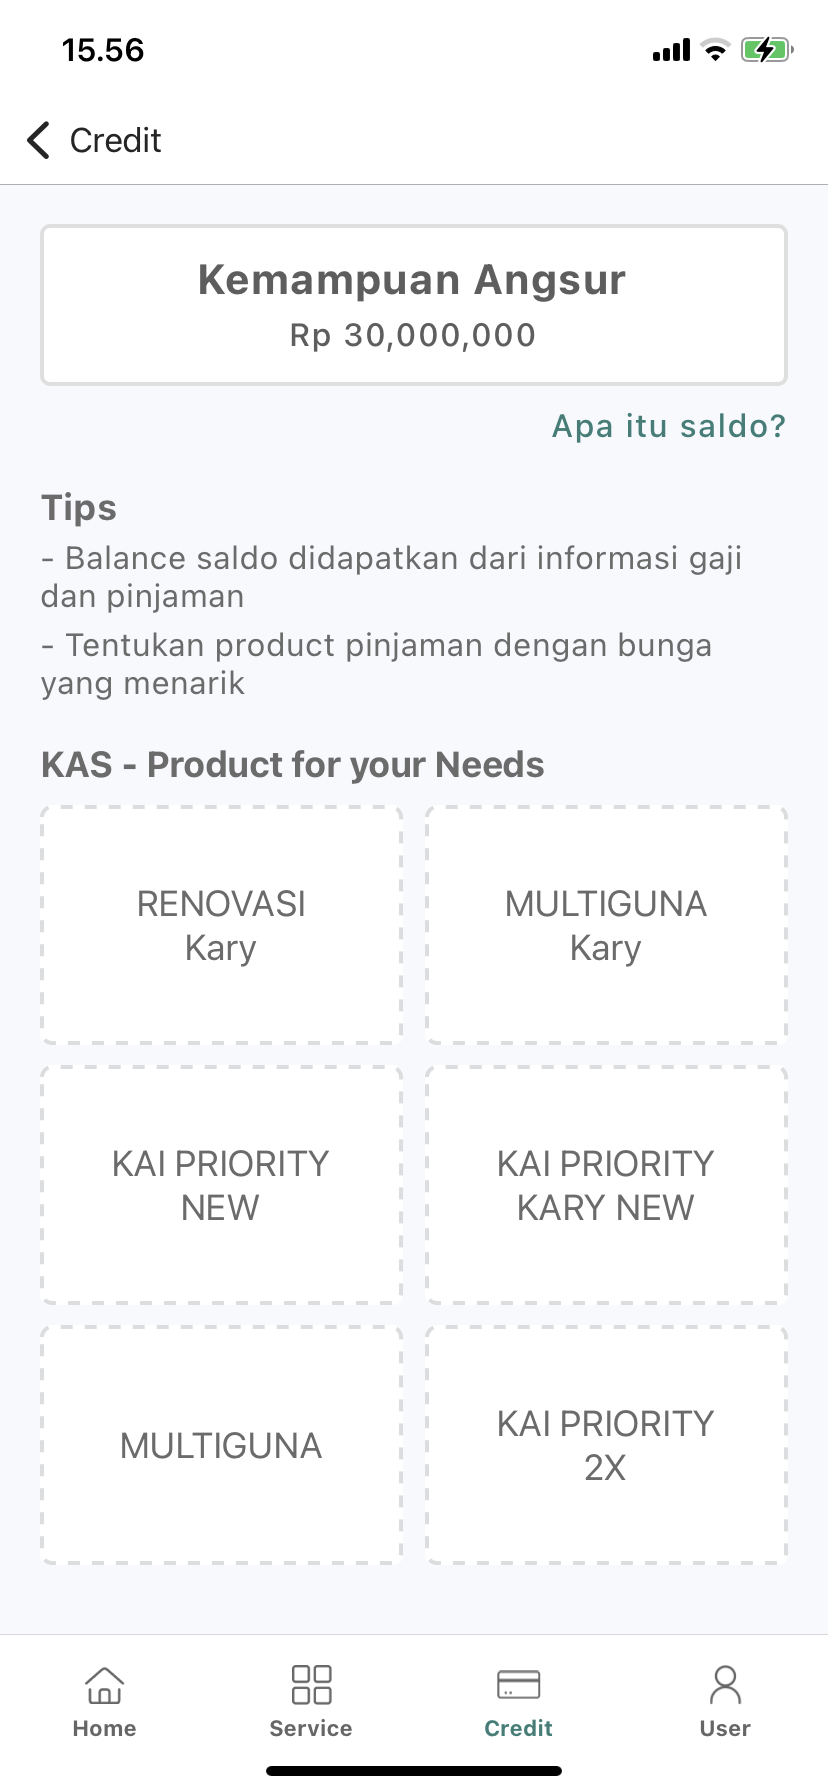 15.56
Credit
Kemampuan Angsur
Rp 30,000,000
Apa itu saldo?
Tips
- Balance saldo didapatkan dari informasi gaji
dan pinjaman
- Tentukan product pinjaman dengan bunga
yang menarik
KAS - Product for your Needs
RENOVASI
Kary
MULTIGUNA
Kary
KAI PRIORITY
NEW
KAI PRIORITY
KARY NEW
MULTIGUNA
KAI PRIORITY
2X
Home
Service
Credit
User